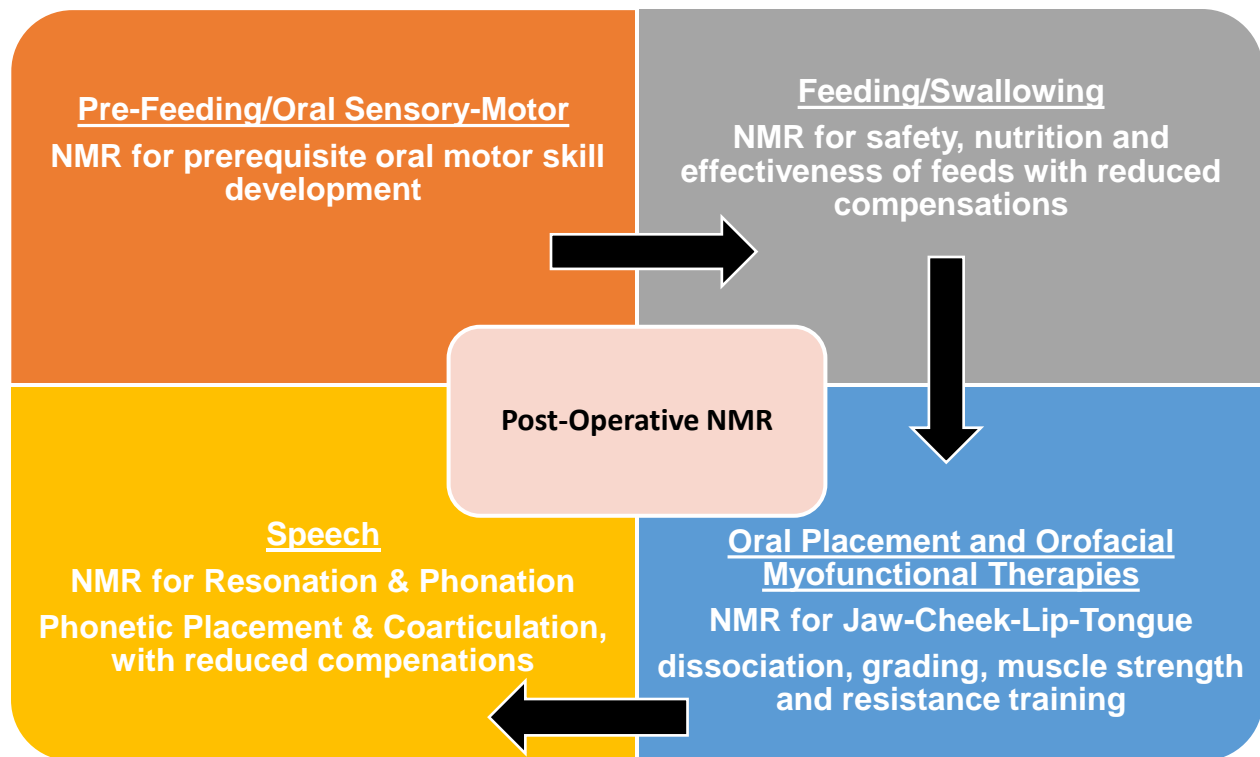 Pre-Feeding/Oral Sensory-Motor
NMR for prerequisite oral motor skill
development
Feeding/Swallowing
NMR for safety, nutrition and
effectiveness of feeds with reduced
compensations
Post-Operative NMR
Speech
NMR for Resonation & Phonation
Phonetic Placement & Coarticulation,
with reduced compenations
Oral Placement and Orofacial
Myofunctional Therapies
NMR for Jaw-Cheek-Lip-Tongue
dissociation, grading, muscle strength
and resistance training